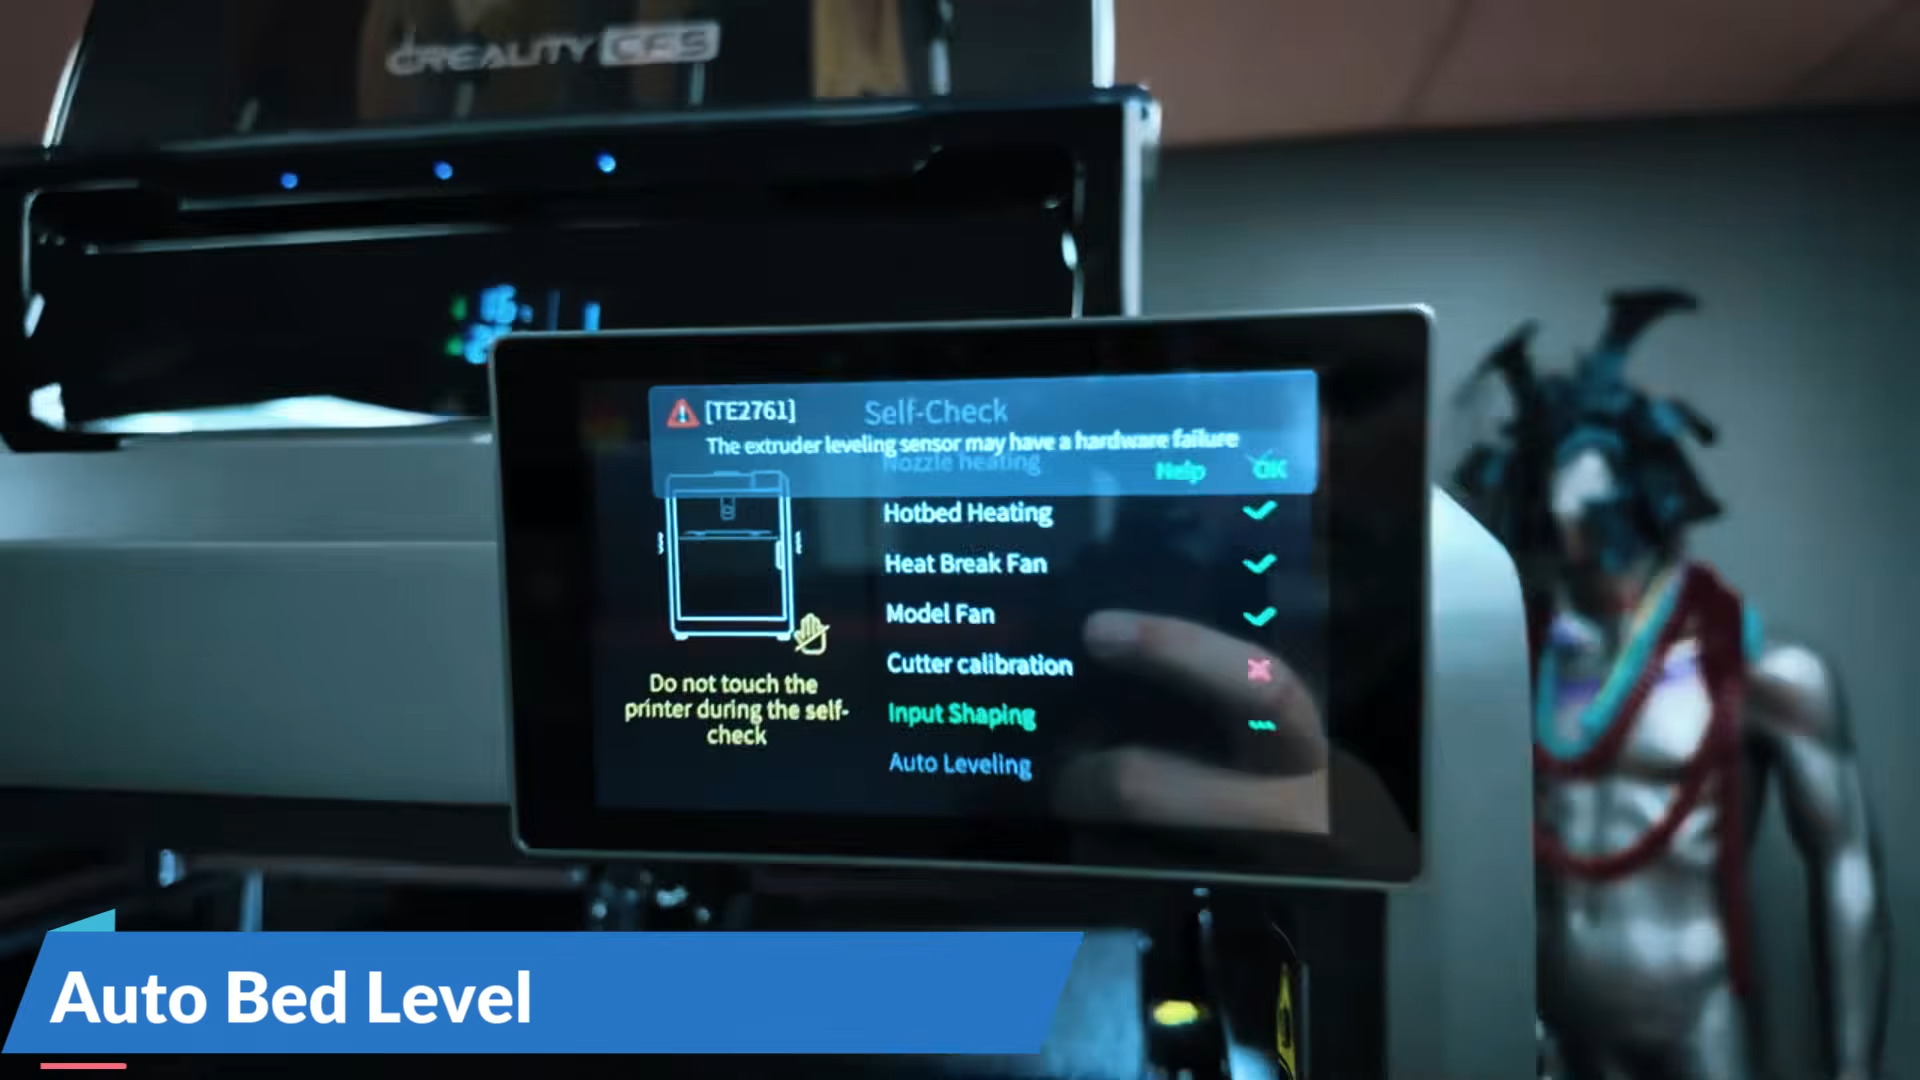 CREALITY CFS
[TE2761]
Self-Check
The extruder leveling sensor may have a hardware failure
Nozzle heating
Help
OK
Hotbed Heating
Heat Break Fan
Model Fan
Cutter calibration
Input Shaping
Auto Leveling
Do not touch the
printer during the self-
check
Auto Bed Level